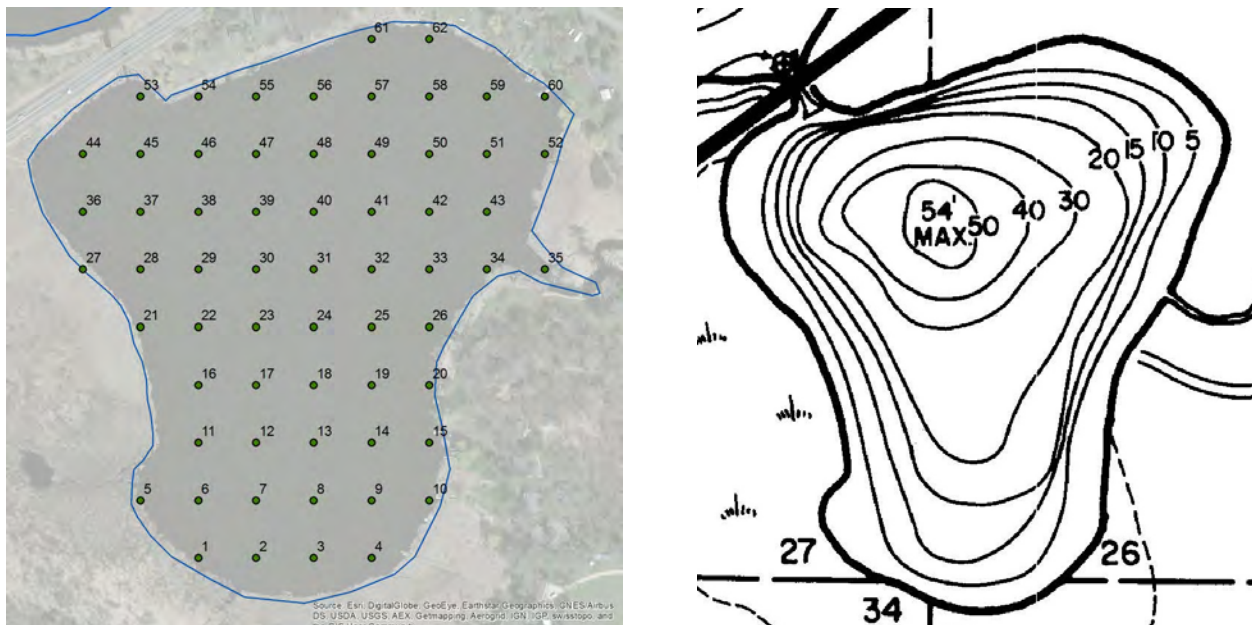 61 62
53 54 55 56 57 58 59 60
44 45 46 47 48 49 50 51 52
36 37 38 39 40 41 42 43
27 28 29 30 31 32 33 34 35
21 22 23 24 25 26
16 17 18 19 20
11 12 13 14 15
5 6 7 8 9 10
1 2 3 4
Source: Esri, DigitalGlobe, GeoEye, Earthstar Geographics, CNES/Airbus
DS, USDA, USGS, AEX, Getmapping, Aerogrid, IGN, IGP, swisstopo, and
20 15 10 5
54' 50 40 30
MAX.
27 26
34